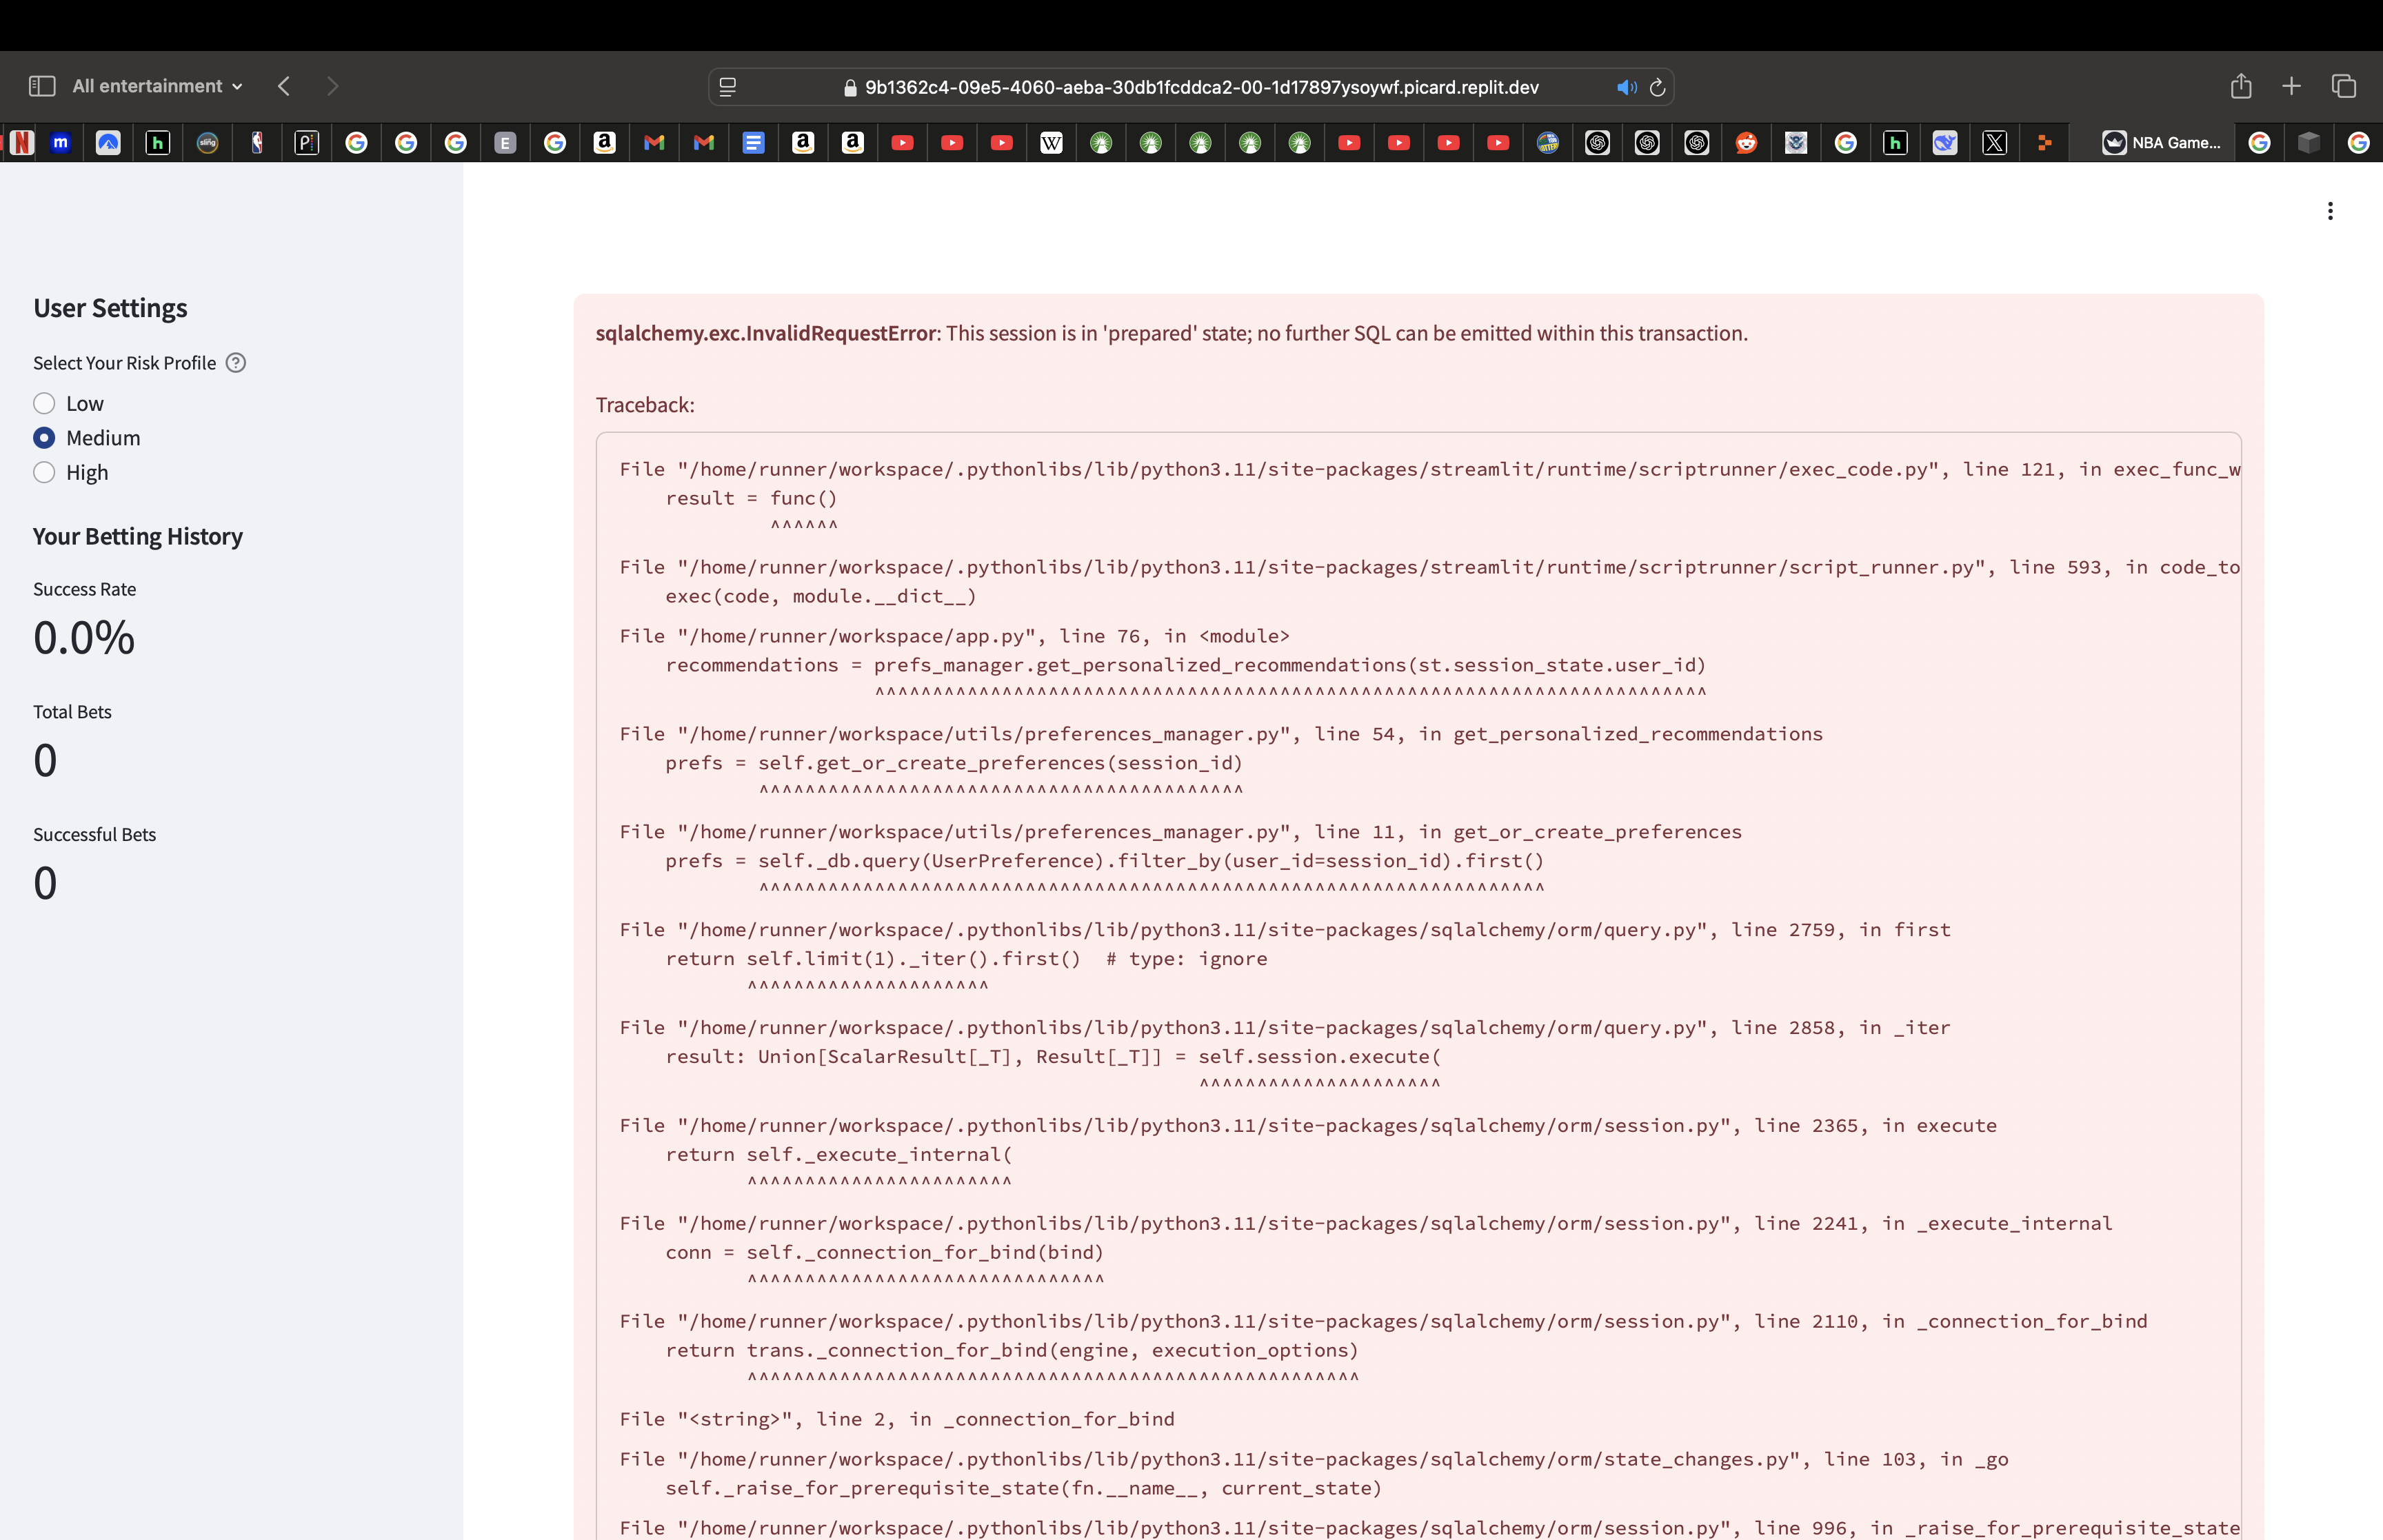 All entertainment
9b1362c4-09e5-4060-aeba-30db1fcddca2-00-1d17897ysoywf.picard.replit.dev
NBA Game...
User Settings
Select Your Risk Profile
Low
Medium
High
Your Betting History
Success Rate
0.0%
Total Bets
0
Successful Bets
0
sqlalchemy.exc.InvalidRequestError: This session is in 'prepared' state; no further SQL can be emitted within this transaction.
Traceback:
File "/home/runner/workspace/.pythonlibs/lib/python3.11/site-packages/streamlit/runtime/scriptrunner/exec_code.py", line 121, in exec_func_w
result = func()
^^^^^^
File "/home/runner/workspace/.pythonlibs/lib/python3.11/site-packages/streamlit/runtime/scriptrunner/script_runner.py", line 593, in code_to
exec(code, module.__dict__)
File "/home/runner/workspace/app.py", line 76, in <module>
recommendations = prefs_manager.get_personalized_recommendations(st.session_state.user_id)
^^^^^^^^^^^^^^^^^^^^^^^^^^^^^^^^^^^^^^^^^^^^^^^^^^^^^^^^^^^^^^^^^^^^^^^^
File "/home/runner/workspace/utils/preferences_manager.py", line 54, in get_personalized_recommendations
prefs = self.get_or_create_preferences(session_id)
^^^^^^^^^^^^^^^^^^^^^^^^^^^^^^^^^^^^^^^^^^
File "/home/runner/workspace/utils/preferences_manager.py", line 11, in get_or_create_preferences
prefs = self._db.query(UserPreference).filter_by(user_id=session_id).first()
^^^^^^^^^^^^^^^^^^^^^^^^^^^^^^^^^^^^^^^^^^^^^^^^^^^^^^^^^^^^^^^^^^^^
File "/home/runner/workspace/.pythonlibs/lib/python3.11/site-packages/sqlalchemy/orm/query.py", line 2759, in first
return self.limit(1)._iter().first()  # type: ignore
^^^^^^^^^^^^^^^^^^^^^
File "/home/runner/workspace/.pythonlibs/lib/python3.11/site-packages/sqlalchemy/orm/query.py", line 2858, in _iter
result: Union[ScalarResult[_T], Result[_T]] = self.session.execute(
^^^^^^^^^^^^^^^^^^^^^
File "/home/runner/workspace/.pythonlibs/lib/python3.11/site-packages/sqlalchemy/orm/session.py", line 2365, in execute
return self._execute_internal(
^^^^^^^^^^^^^^^^^^^^^^^
File "/home/runner/workspace/.pythonlibs/lib/python3.11/site-packages/sqlalchemy/orm/session.py", line 2241, in _execute_internal
conn = self._connection_for_bind(bind)
^^^^^^^^^^^^^^^^^^^^^^^^^^^^^^^
File "/home/runner/workspace/.pythonlibs/lib/python3.11/site-packages/sqlalchemy/orm/session.py", line 2110, in _connection_for_bind
return trans._connection_for_bind(engine, execution_options)
^^^^^^^^^^^^^^^^^^^^^^^^^^^^^^^^^^^^^^^^^^^^^^^^^^^^^
File "<string>", line 2, in _connection_for_bind
File "/home/runner/workspace/.pythonlibs/lib/python3.11/site-packages/sqlalchemy/orm/state_changes.py", line 103, in _go
self._raise_for_prerequisite_state(fn.__name__, current_state)
File "/home/runner/workspace/.pythonlibs/lib/python3.11/site-packages/sqlalchemy/orm/session.py", line 996, in _raise_for_prerequisite_state